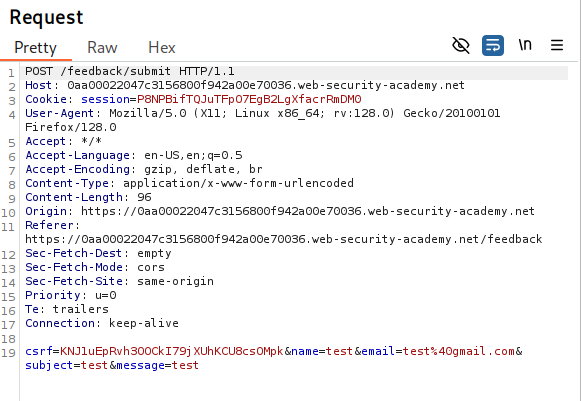 Request
Pretty Raw Hex
\n
1 POST /feedback/submit HTTP/1.1
2 Host: 0aa00022047c3156800f942a00e70036.web-security-academy.net
3 Cookie: session=P8NPBifTQJuTFpO7EgB2LgXfacrRmDM0
4 User-Agent: Mozilla/5.0 (X11; Linux x86_64; rv:128.0) Gecko/20100101
Firefox/128.0
5 Accept: */*
6 Accept-Language: en-US,en;q=0.5
7 Accept-Encoding: gzip, deflate, br
8 Content-Type: application/x-www-form-urlencoded
9 Content-Length: 96
10 Origin: https://0aa00022047c3156800f942a00e70036.web-security-academy.net
11 Referer:
https://0aa00022047c3156800f942a00e70036.web-security-academy.net/feedback
12 Sec-Fetch-Dest: empty
13 Sec-Fetch-Mode: cors
14 Sec-Fetch-Site: same-origin
15 Priority: u=0
16 Te: trailers
17 Connection: keep-alive
18
19 csrf=KNJ1uEpRvh3OOCkI79jXUhKCU8csOMpk&name=test&email=test%40gmail.com&
subject=test&message=test